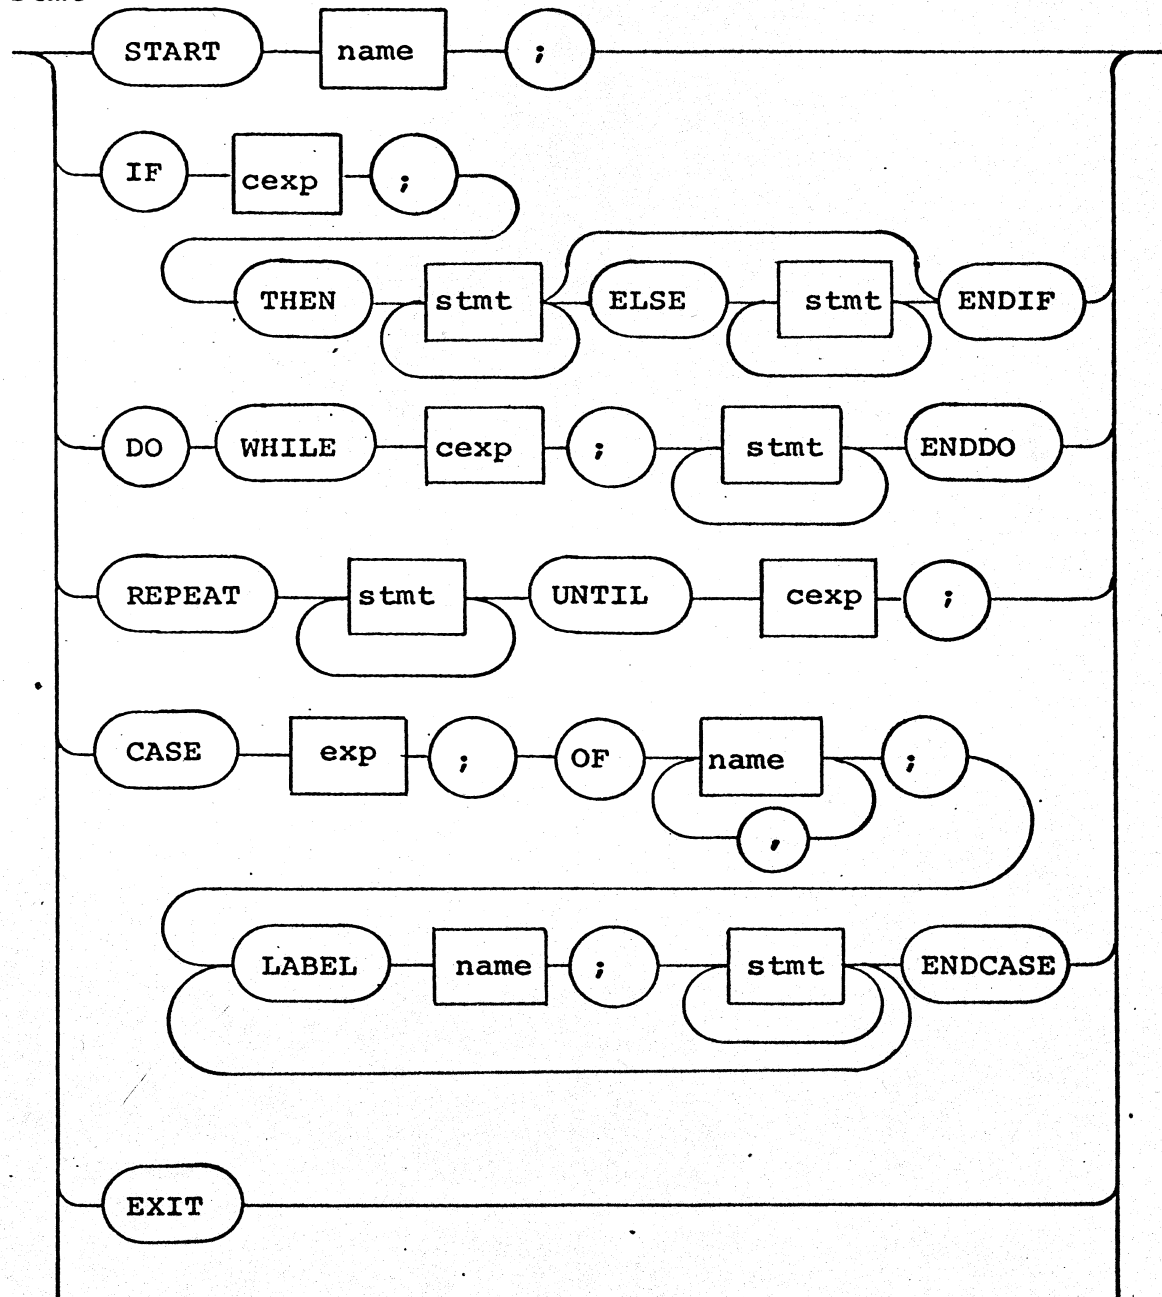 START name ;
IF cexp ;
THEN stmt ELSE stmt ENDIF
DO WHILE cexp ; stmt ENDDO
REPEAT stmt UNTIL cexp ;
CASE exp ; OF name ;
,
LABEL name ; stmt ENDCASE
EXIT